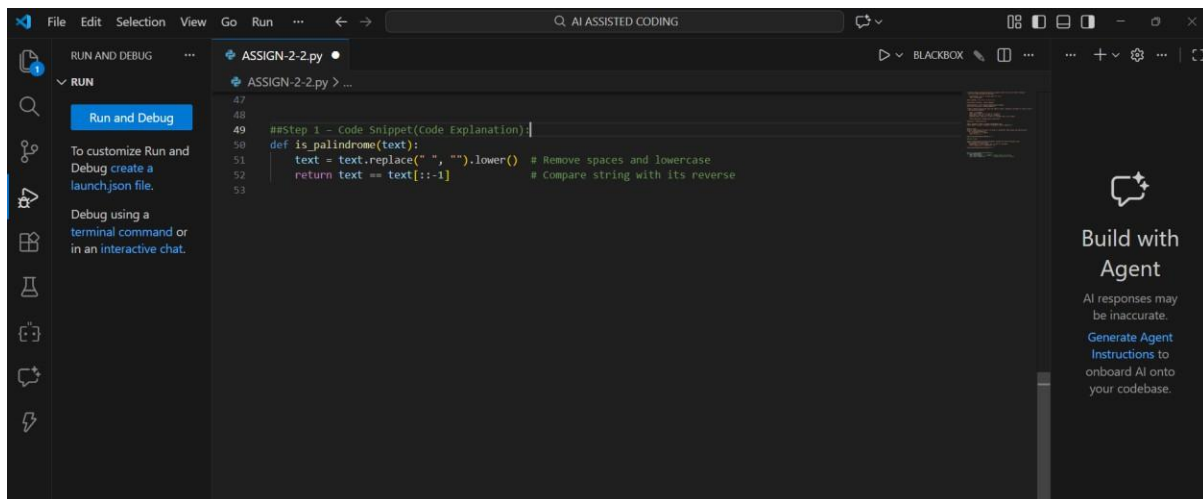 File Edit Selection View Go Run ··· ← → AI ASSISTED CODING
RUN AND DEBUG ···
RUN
Run and Debug
To customize Run and
Debug create a
launch.json file.
Debug using a
terminal command or
in an interactive chat.
1
ASSIGN-2-2.py ●
BLACKBOX
ASSIGN-2-2.py > ...
47
48
49 ##Step 1 – Code Snippet(Code Explanation):
50 def is_palindrome(text):
51     text = text.replace(" ", "").lower()  # Remove spaces and lowercase
52     return text == text[::-1]             # Compare string with its reverse
53
Build with
Agent
AI responses may
be inaccurate.
Generate Agent
Instructions to
onboard AI onto
your codebase.